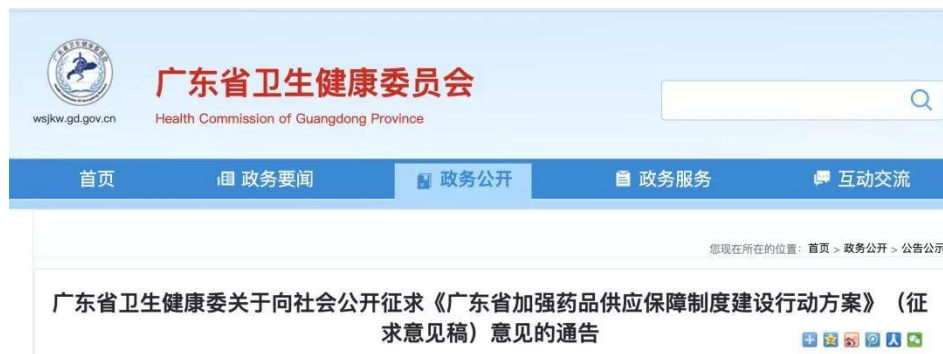 wsjkw.gd.gov.cn
广东省卫生健康委员会
Health Commission of Guangdong Province
首页 政务要闻 政务公开 政务服务 互动交流
您现在所在的位置：首页 > 政务公开 > 公告公示
广东省卫生健康委关于向社会公开征求《广东省加强药品供应保障制度建设行动方案》（征
求意见稿）意见的通告